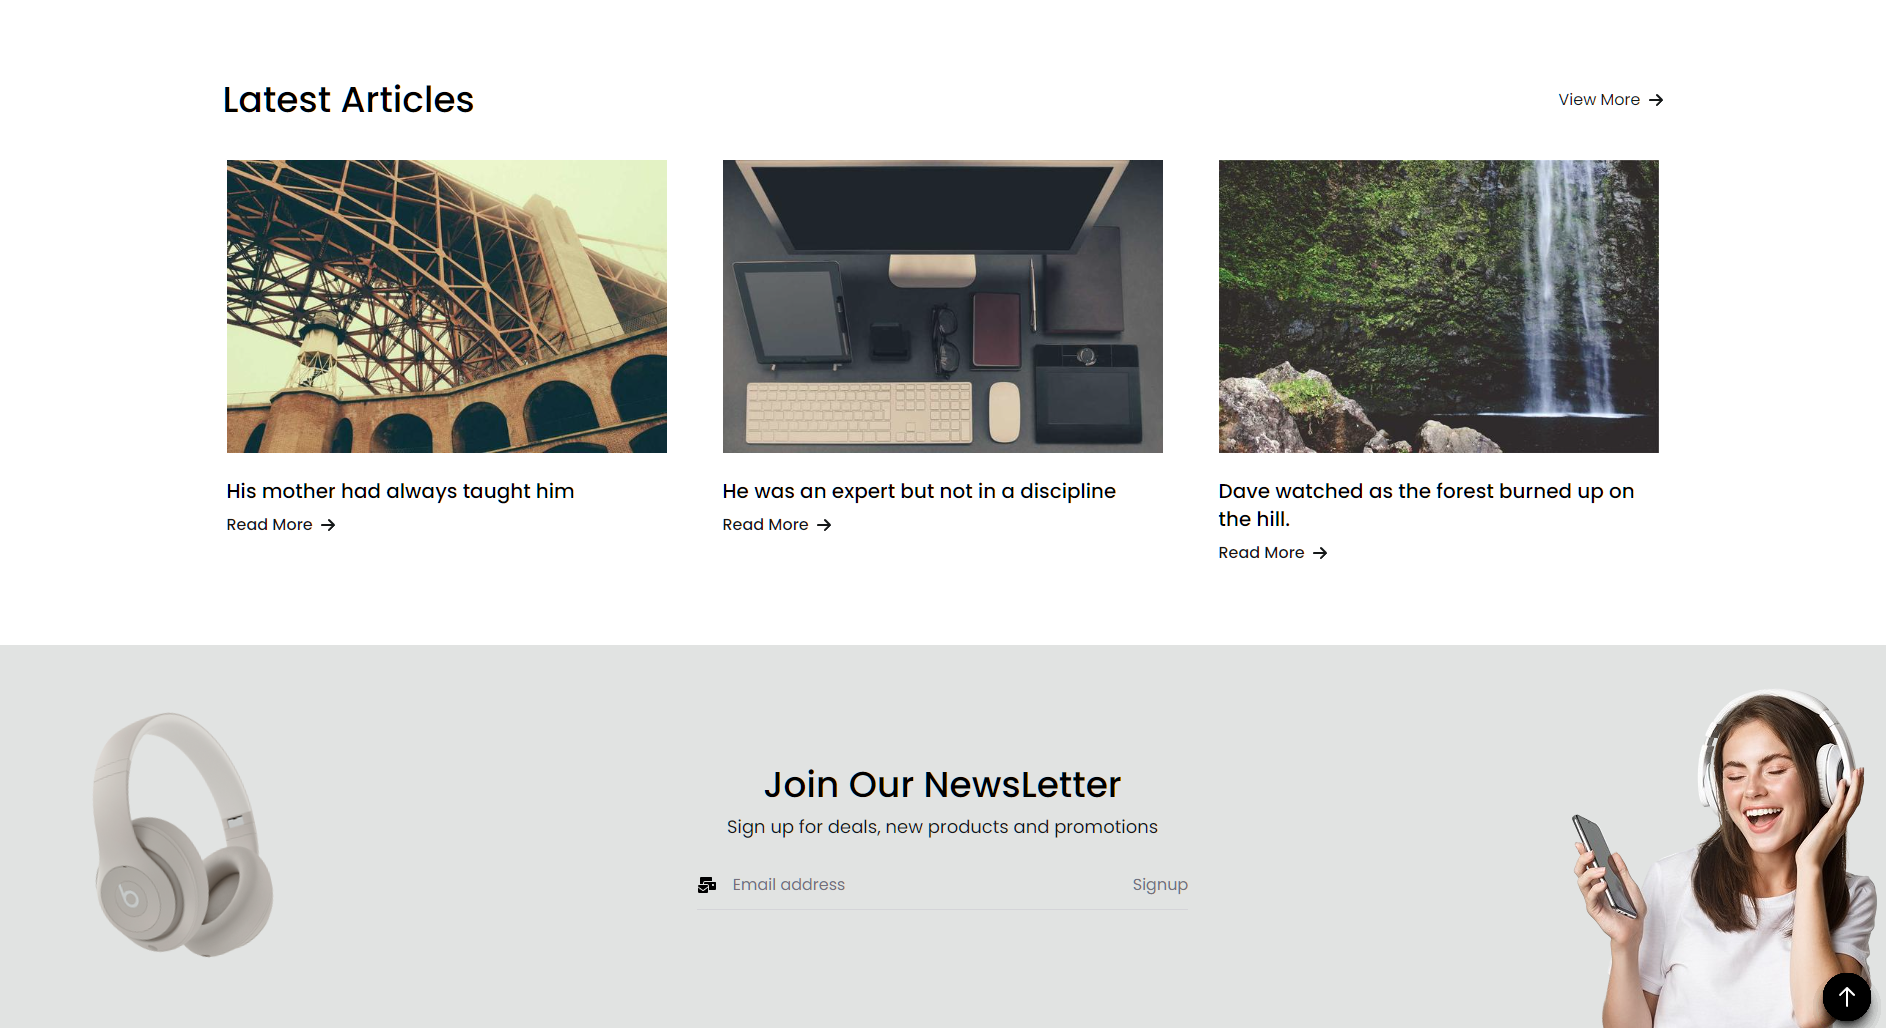 Latest Articles
View More
His mother had always taught him
Read More
He was an expert but not in a discipline
Read More
Dave watched as the forest burned up on
the hill.
Read More
Join Our NewsLetter
Sign up for deals, new products and promotions
Email address
Signup
b